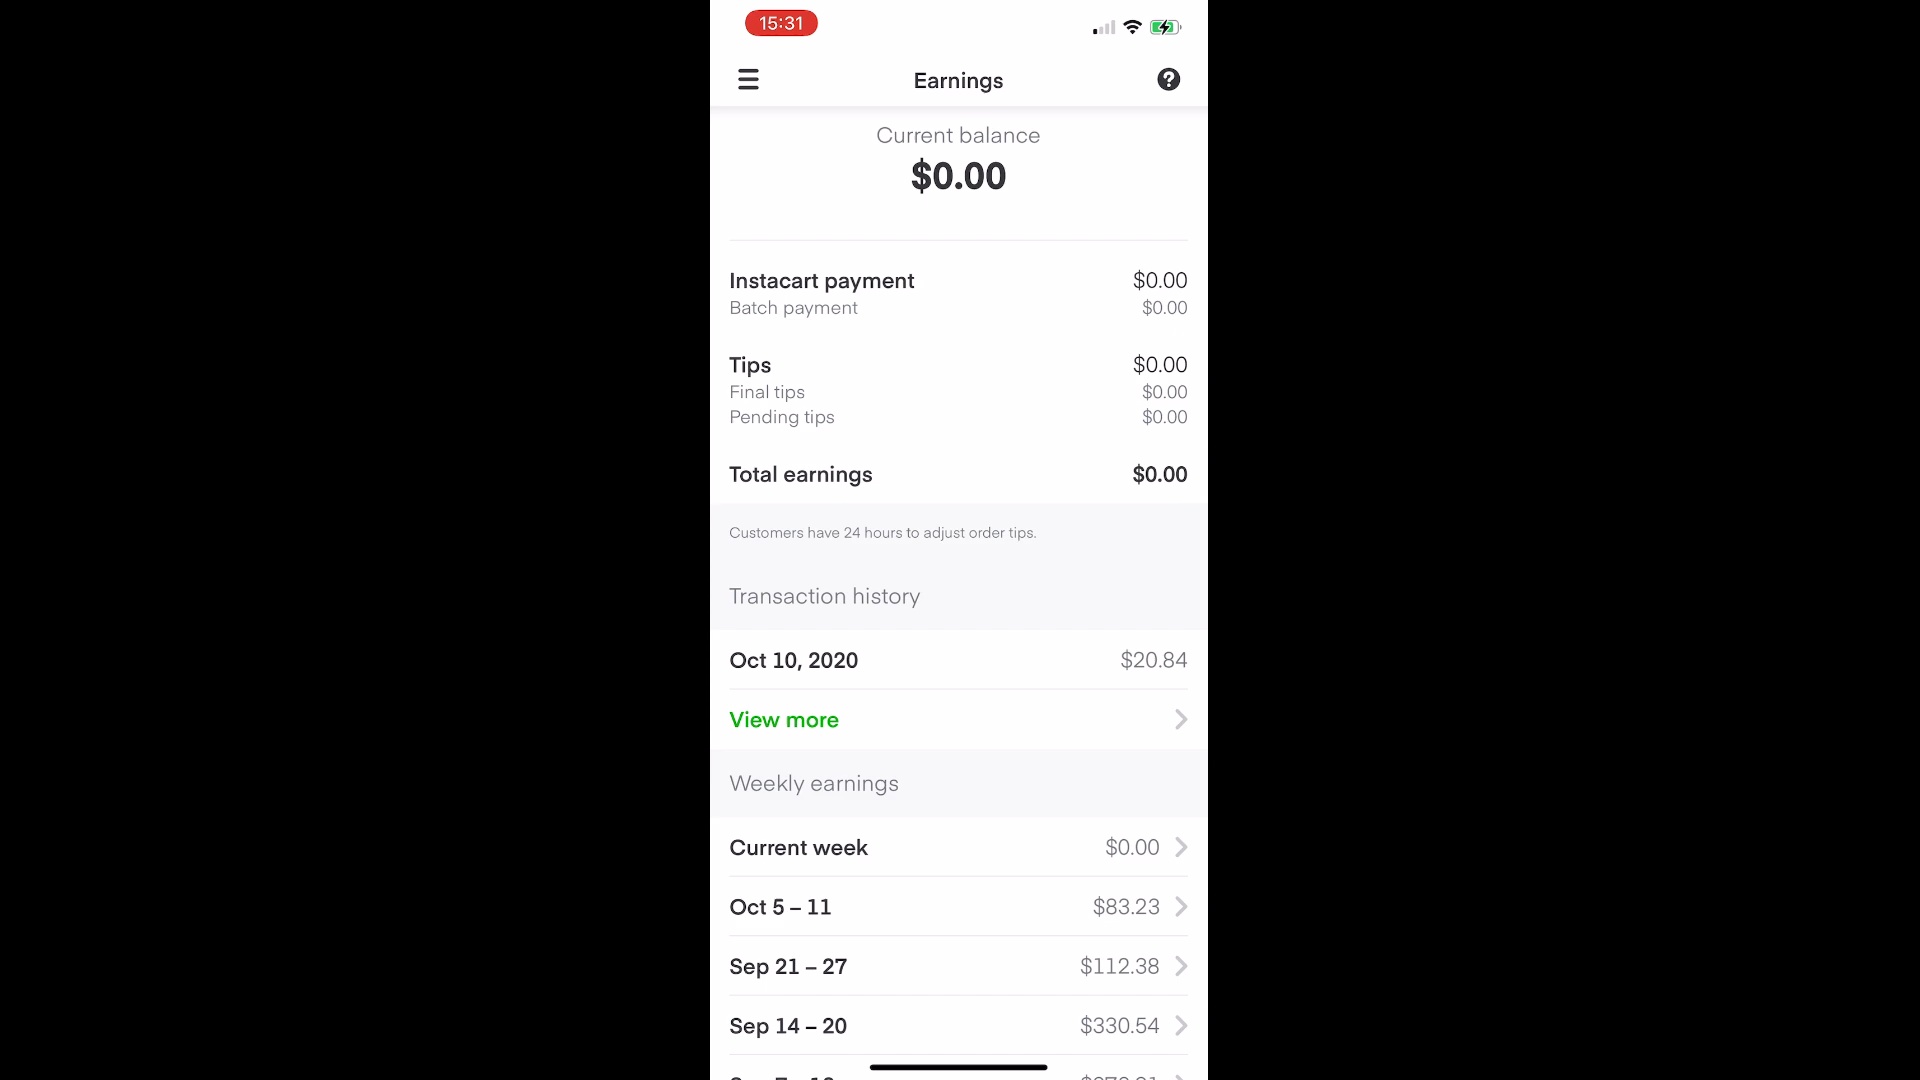 15:31
Earnings
Current balance
$0.00
Instacart payment $0.00
Batch payment $0.00
Tips $0.00
Final tips $0.00
Pending tips $0.00
Total earnings $0.00
Customers have 24 hours to adjust order tips.
Transaction history
Oct 10, 2020 $20.84
View more
Weekly earnings
Current week $0.00
Oct 5 – 11 $83.23
Sep 21 – 27 $112.38
Sep 14 – 20 $330.54